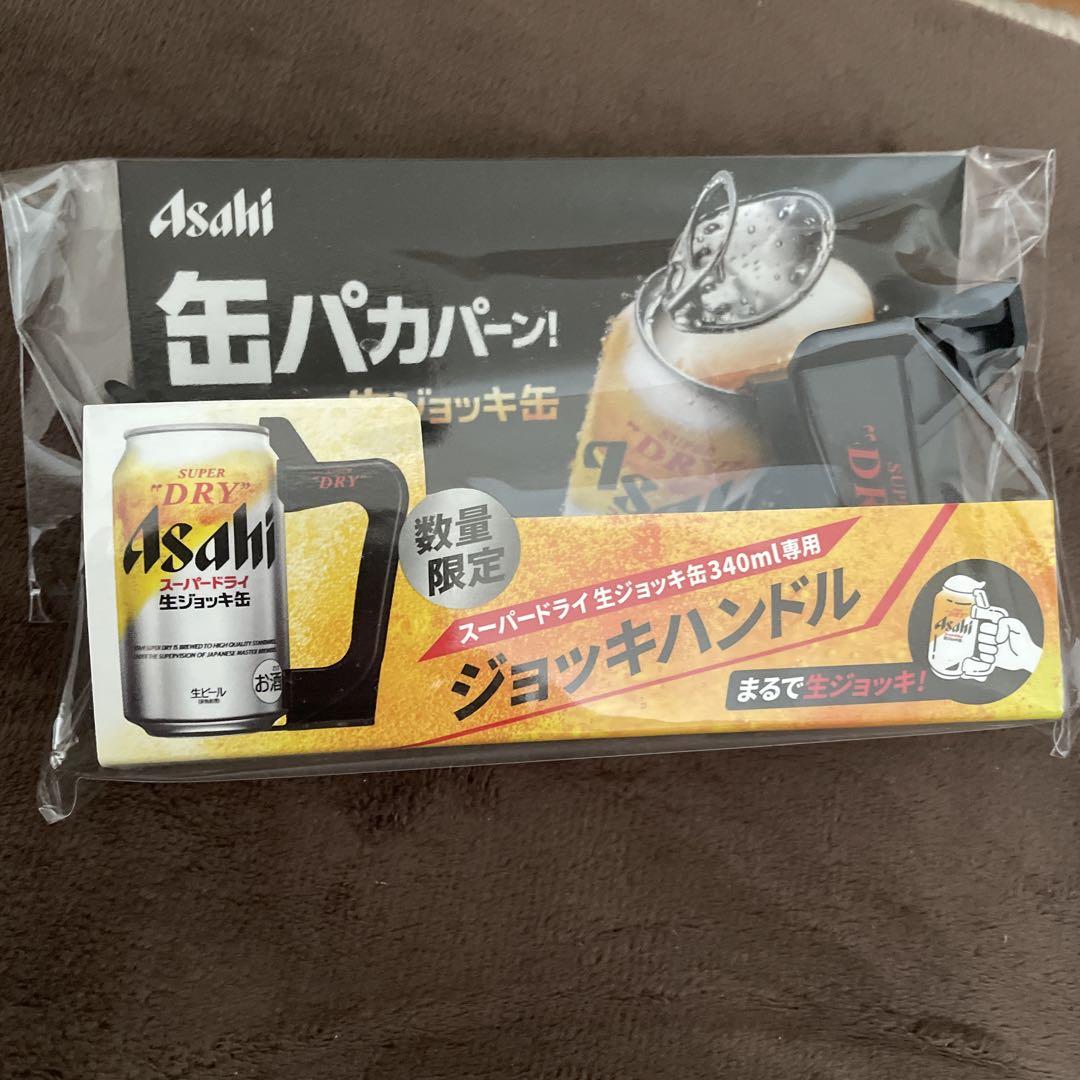 Asahi
缶パカパーン!
生ジョッキ缶
SUPER
"DRY"
SUPER
"DRY"
Asahi
スーパードライ
生ジョッキ缶
生ビール
お酒
SUPER
"DRY"
数量
限定
スーパードライ 生ジョッキ缶340ml専用
ジョッキハンドル
Asahi
まるで生ジョッキ!